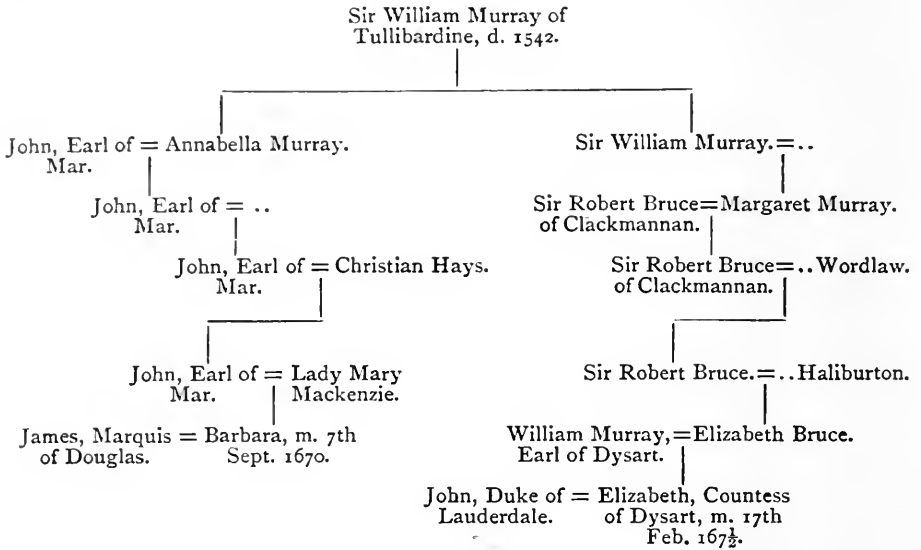 Sir William Murray of
Tullibardine, d. 1542.
John, Earl of = Annabella Murray.
Mar.
Sir William Murray.=..
John, Earl of = ..
Mar.
Sir Robert Bruce=Margaret Murray.
of Clackmannan.
John, Earl of = Christian Hays.
Mar.
Sir Robert Bruce=..Wordlaw.
of Clackmannan.
John, Earl of = Lady Mary
Mar. Mackenzie.
Sir Robert Bruce.=..Haliburton.
James, Marquis = Barbara, m. 7th
of Douglas. Sept. 1670.
William Murray,=Elizabeth Bruce.
Earl of Dysart.
John, Duke of = Elizabeth, Countess
Lauderdale. of Dysart, m. 17th
Feb. 167½.